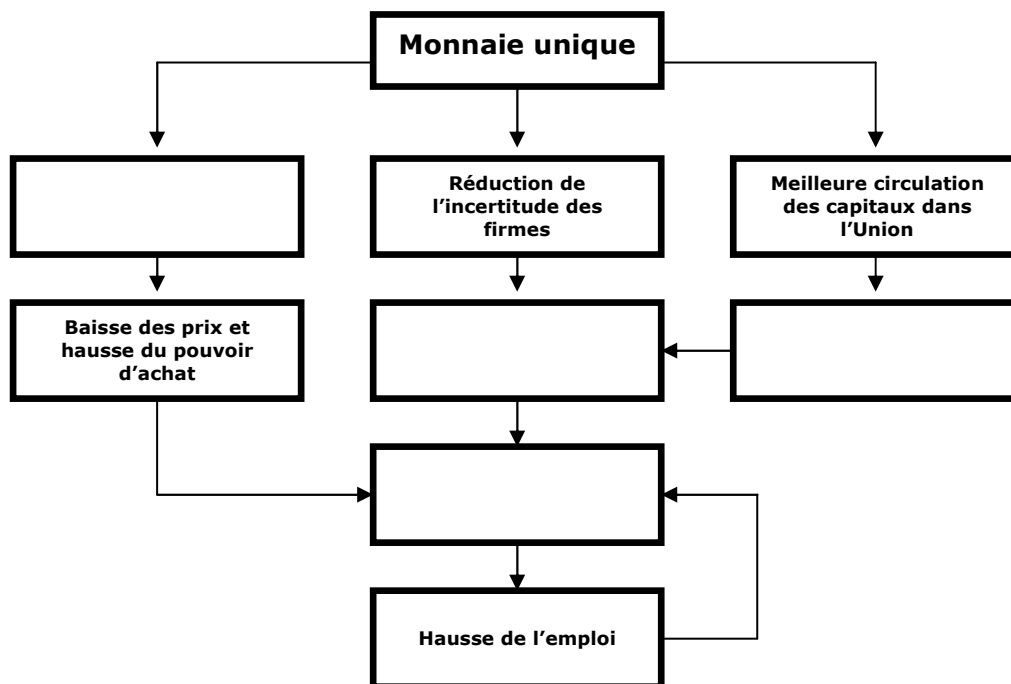 Monnaie unique
Réduction de
l’incertitude des
firmes
Meilleure circulation
des capitaux dans
l’Union
Baisse des prix et
hausse du pouvoir
d’achat
Hausse de l’emploi